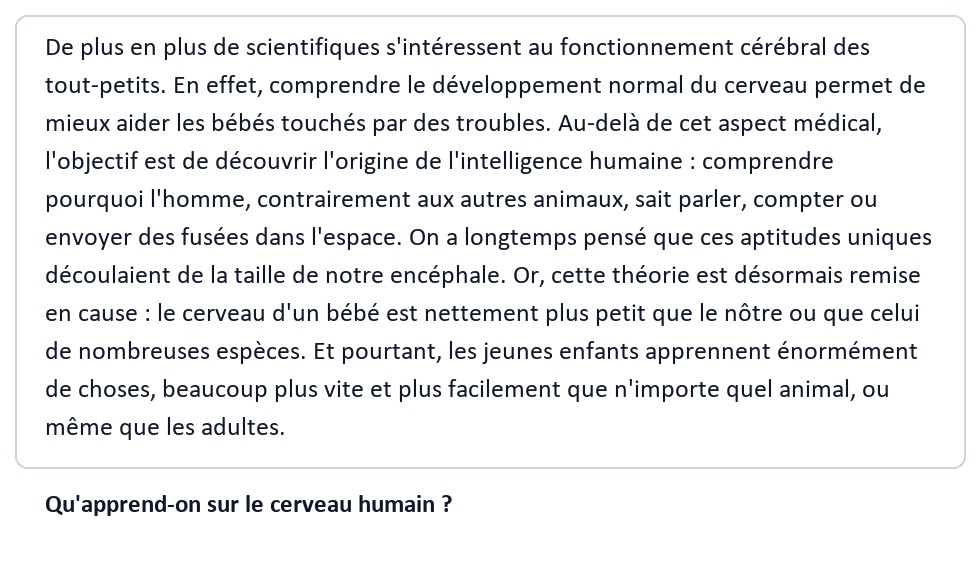 De plus en plus de scientifiques s'intéressent au fonctionnement cérébral des
tout-petits. En effet, comprendre le développement normal du cerveau permet de
mieux aider les bébés touchés par des troubles. Au-delà de cet aspect médical,
l'objectif est de découvrir l'origine de l'intelligence humaine : comprendre
pourquoi l'homme, contrairement aux autres animaux, sait parler, compter ou
envoyer des fusées dans l'espace. On a longtemps pensé que ces aptitudes uniques
découlaient de la taille de notre encéphale. Or, cette théorie est désormais remise
en cause : le cerveau d'un bébé est nettement plus petit que le nôtre ou que celui
de nombreuses espèces. Et pourtant, les jeunes enfants apprennent énormément
de choses, beaucoup plus vite et plus facilement que n'importe quel animal, ou
même que les adultes.
Qu'apprend-on sur le cerveau humain ?